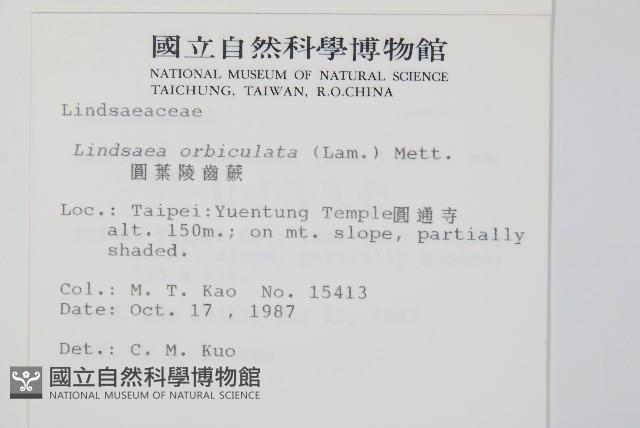 國立自然科學博物館
NATIONAL MUSEUM OF NATURAL SCIENCE
TAICHUNG, TAIWAN, R.O.CHINA
Lindsaeaceae
Lindsaea orbiculata (Lam.) Mett.
圓葉陵齒蕨
Loc.: Taipei:Yuentung Temple圓通寺
alt. 150m.; on mt. slope, partially
shaded.
Col.: M. T. Kao No. 15413
Date: Oct. 17 , 1987
Det.: C. M. Kuo
國立自然科學博物館
NATIONAL MUSEUM OF NATURAL SCIENCE